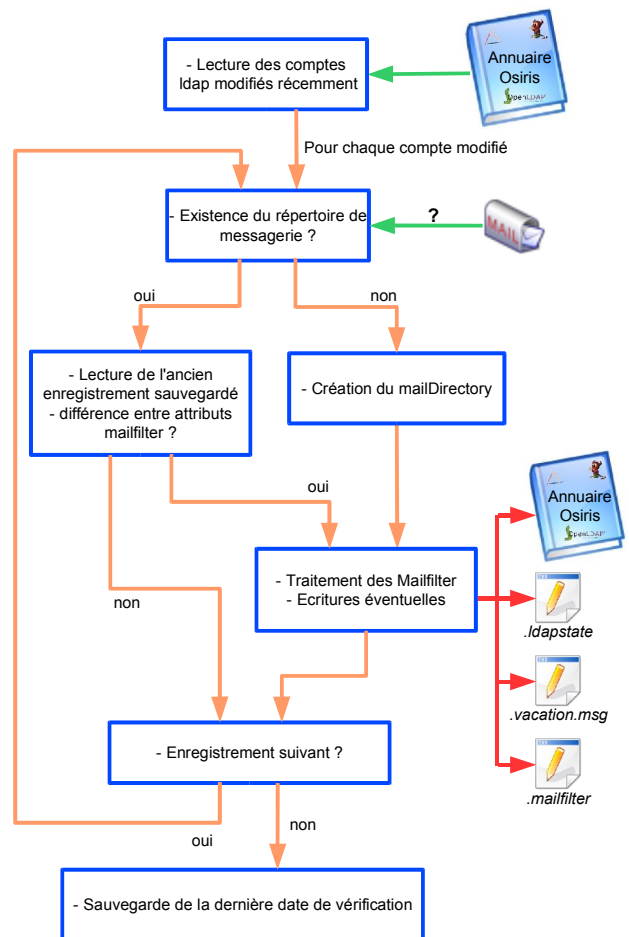 - Lecture des comptes
ldap modifiés récemment
Annuaire
Osiris
OpenLDAP
Pour chaque compte modifié
- Existence du répertoire de
messagerie ?
?
MAIL
oui
non
- Lecture de l'ancien
enregistrement sauvegardé
- différence entre attributs
mailfilter ?
- Création du mailDirectory
oui
Annuaire
Osiris
OpenLDAP
non
- Traitement des Mailfilter
- Ecritures éventuelles
.ldapstate
.vacation.msg
.mailfilter
- Enregistrement suivant ?
oui
non
- Sauvegarde de la dernière date de vérification